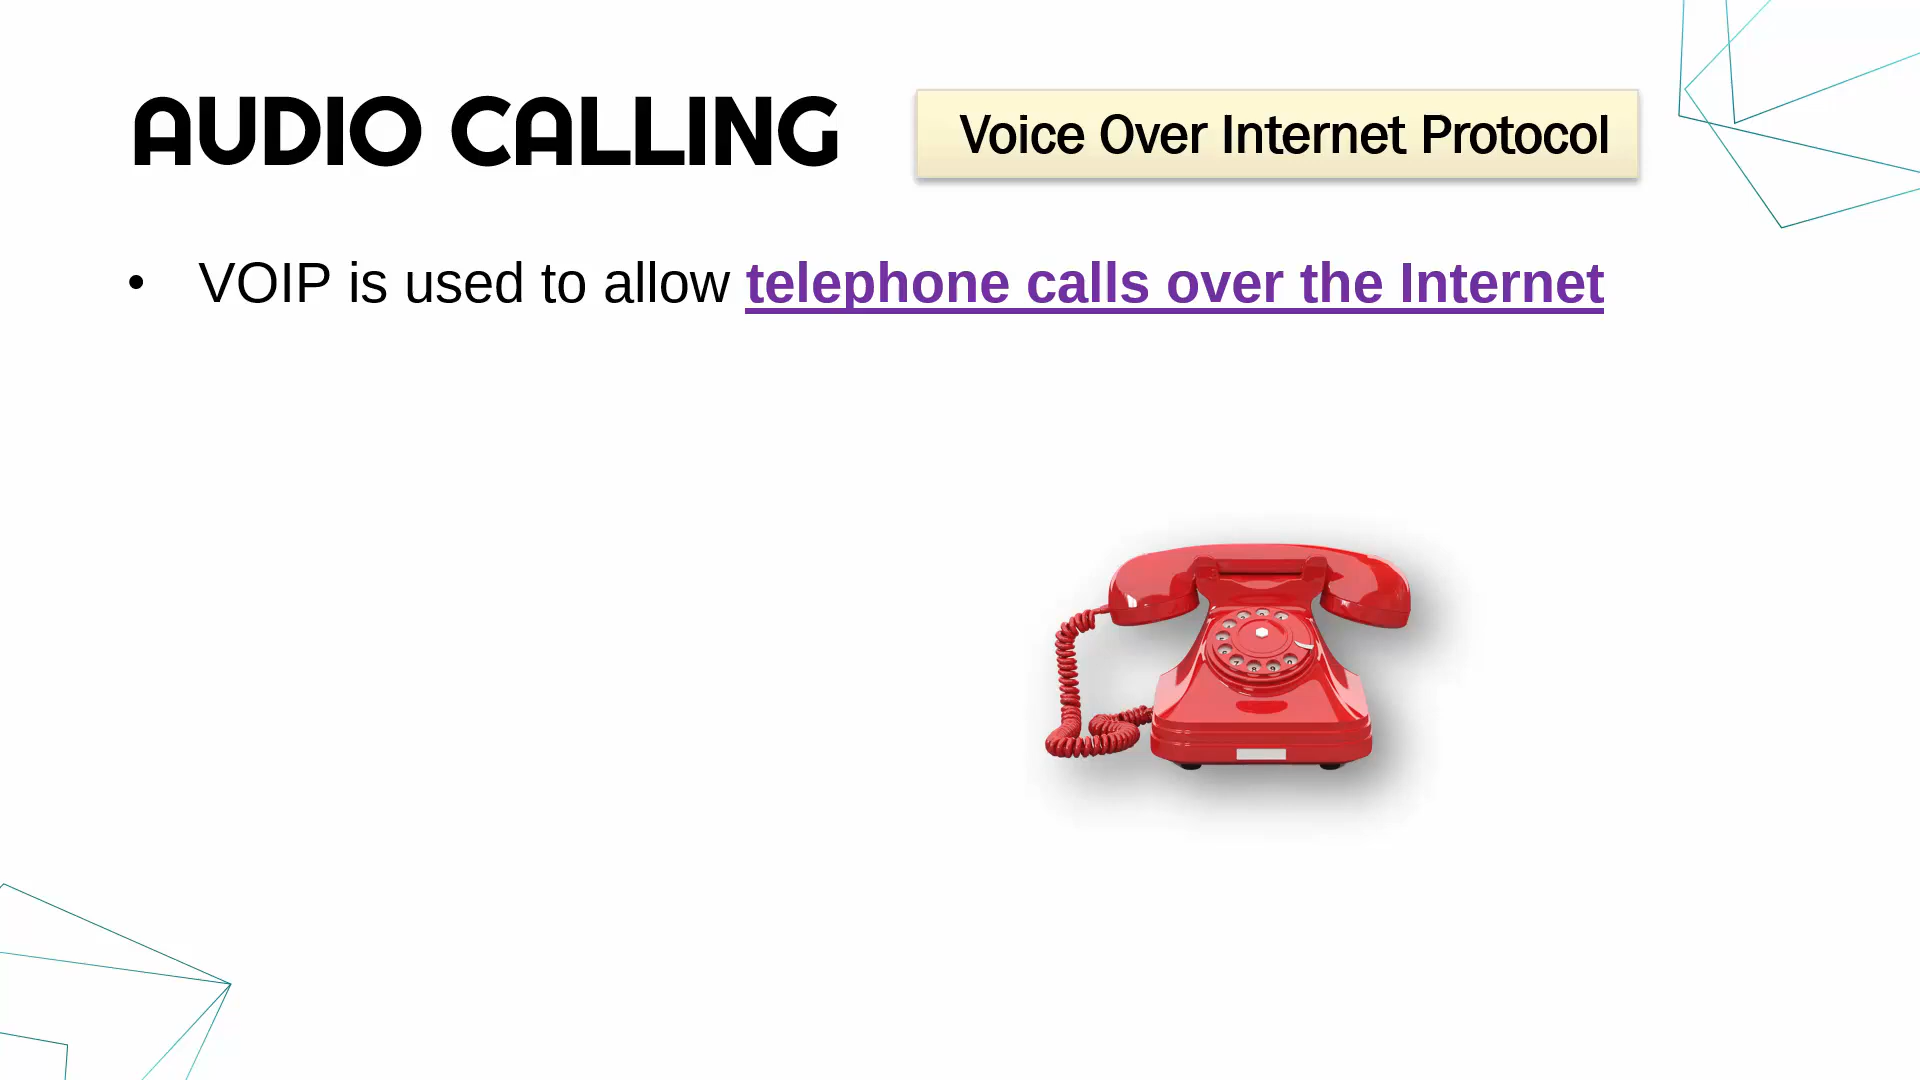 AUDIO CALLING
Voice Over Internet Protocol
• VOIP is used to allow telephone calls over the Internet